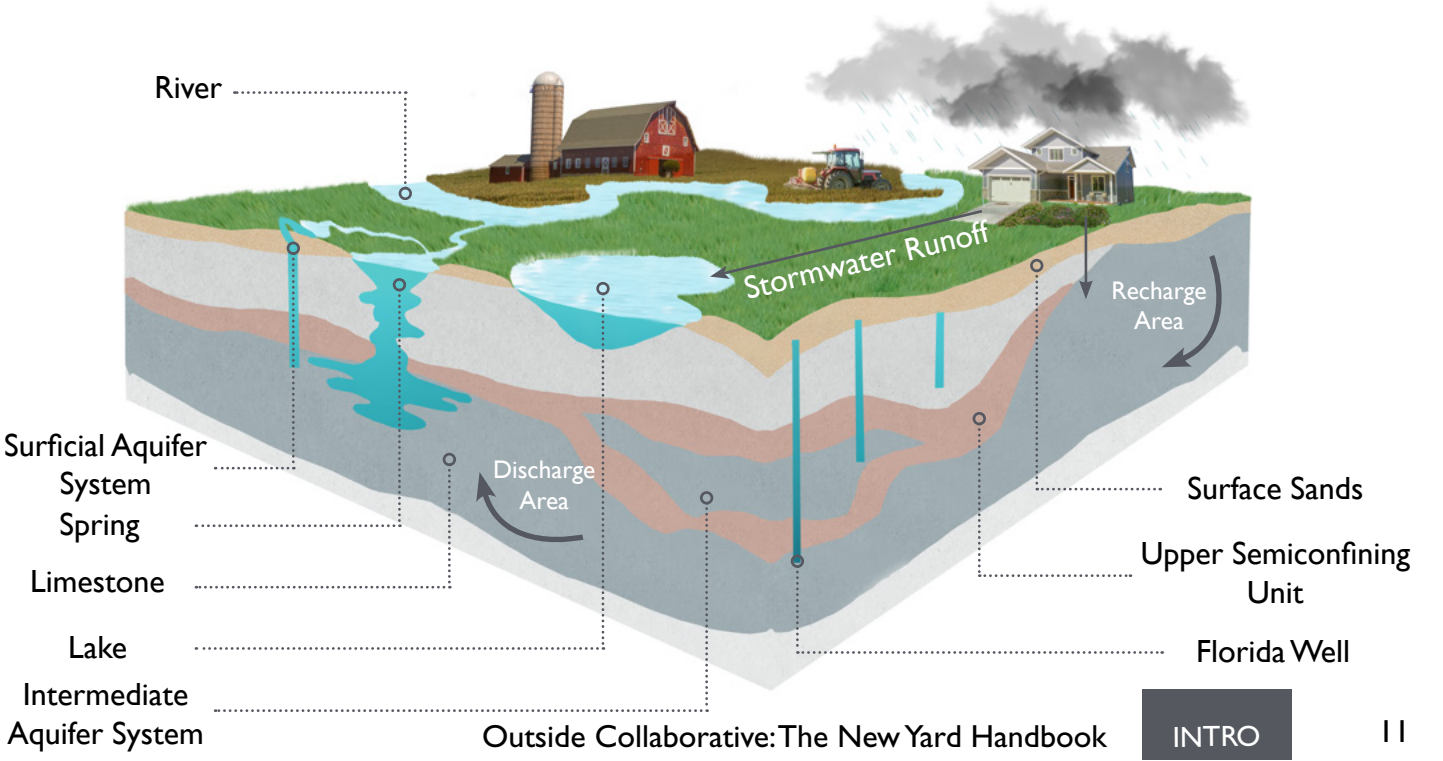 River
Stormwater Runoff
Recharge
Area
Surficial Aquifer
System
Spring
Limestone
Lake
Intermediate
Aquifer System
Discharge
Area
Surface Sands
Upper Semiconfining
Unit
Florida Well
Outside Collaborative: The New Yard Handbook
INTRO
11